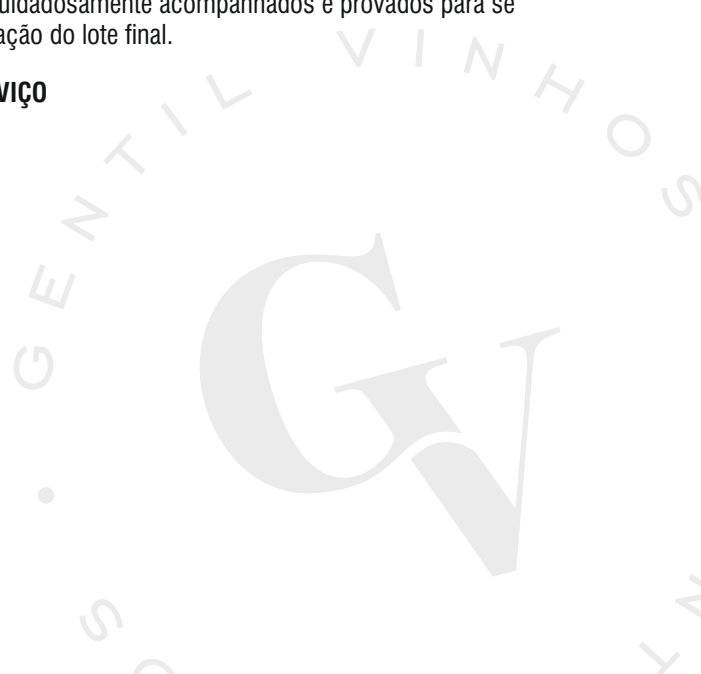 uidadosamente acompanhados e provados para se
ação do lote final.
VIÇO
GENTIL VINHOS
GV